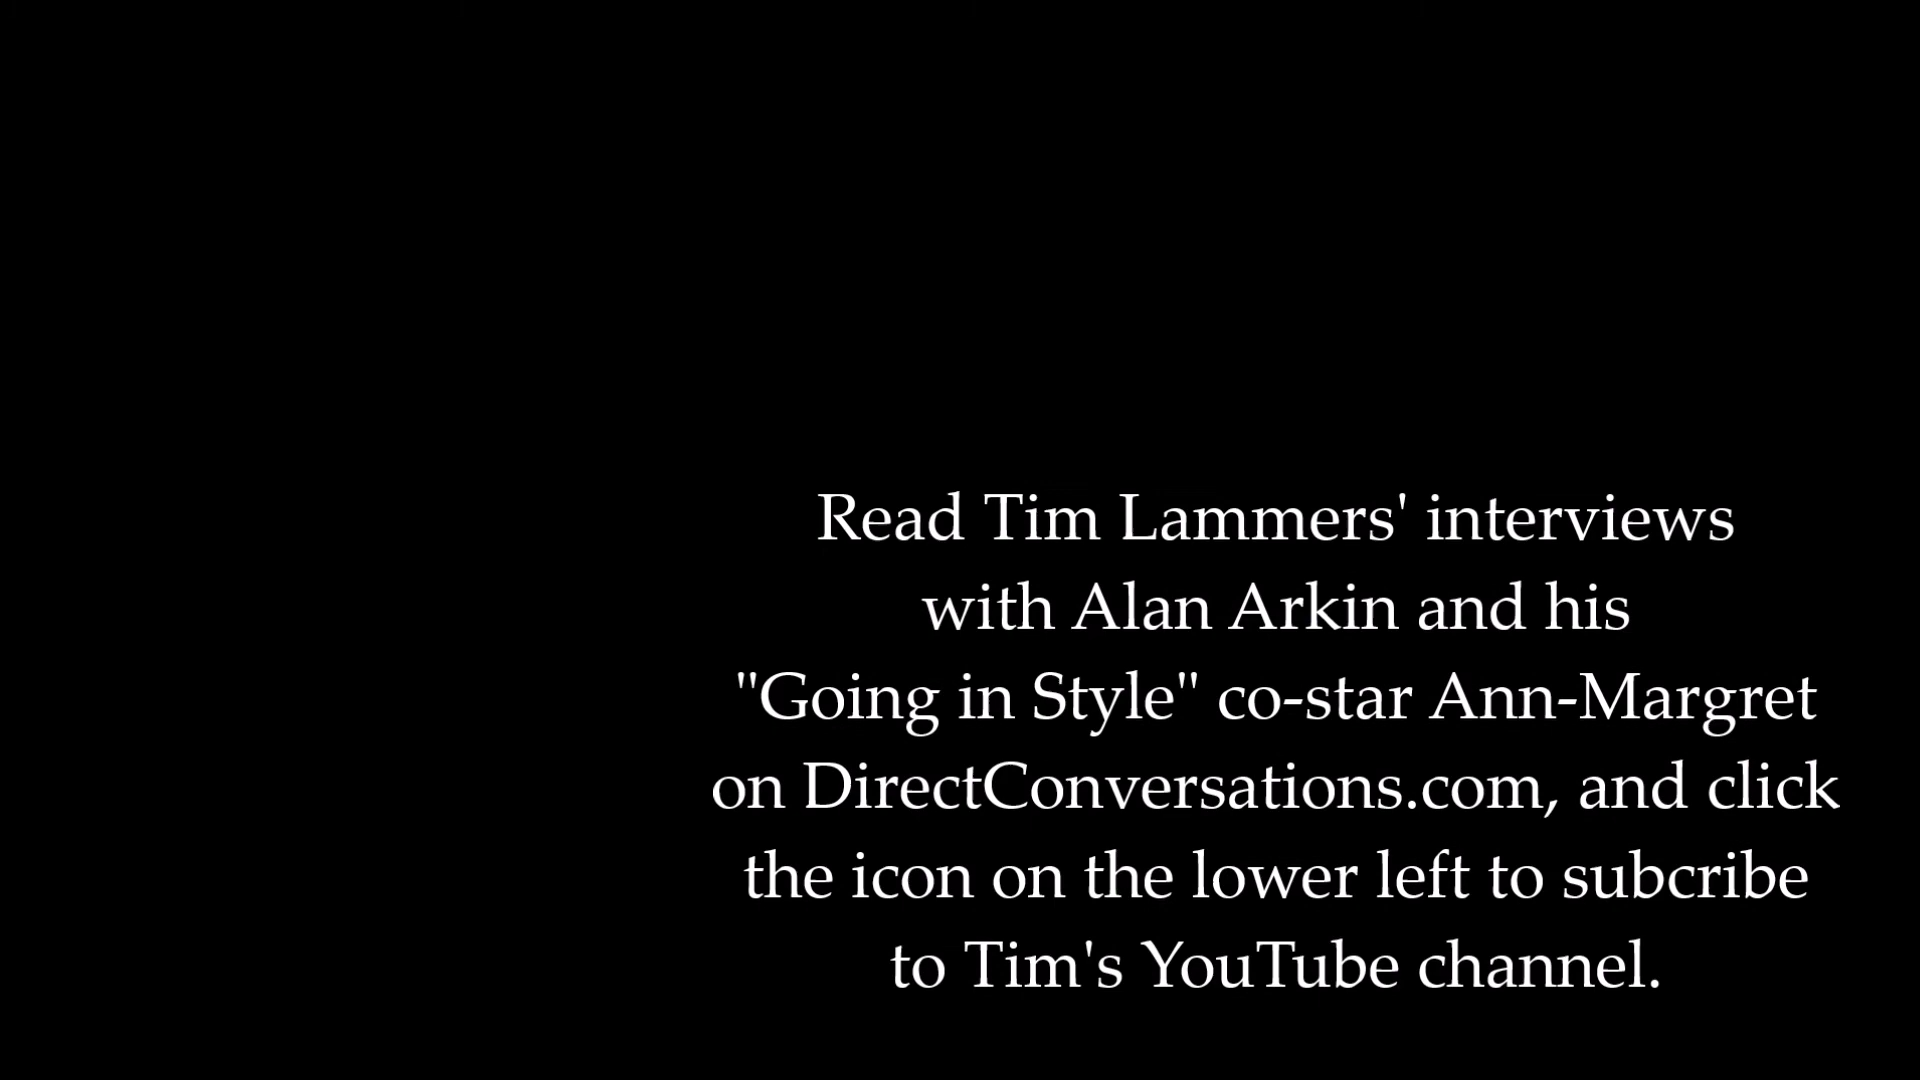 Read Tim Lammers' interviews
with Alan Arkin and his
"Going in Style" co-star Ann-Margret
on DirectConversations.com, and click
the icon on the lower left to subcribe
to Tim's YouTube channel.